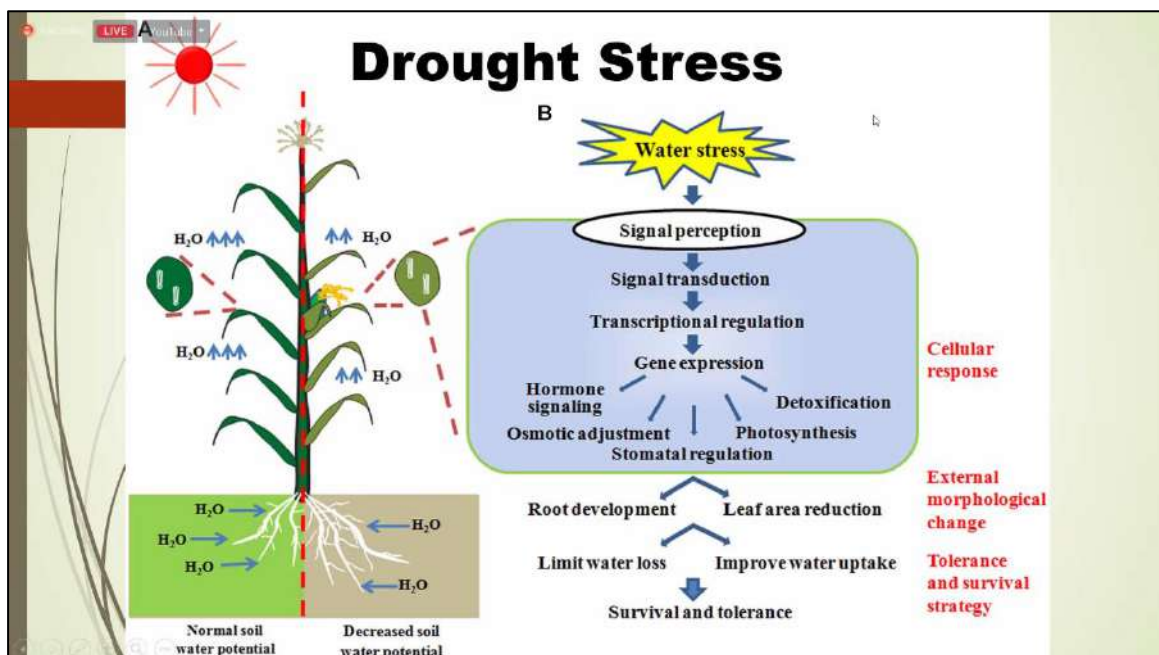 LIVE
A
YouTube
Drought Stress
B
Water stress
Signal perception
Signal transduction
Transcriptional regulation
Gene expression
Hormone
signaling
Detoxification
Osmotic adjustment
Photosynthesis
Stomatal regulation
Cellular
response
Root development
Leaf area reduction
External
morphological
change
Limit water loss
Improve water uptake
Tolerance
and survival
strategy
Survival and tolerance
H₂O
H₂O
H₂O
H₂O
H₂O
H₂O
H₂O
H₂O
H₂O
Normal soil
water potential
Decreased soil
water potential